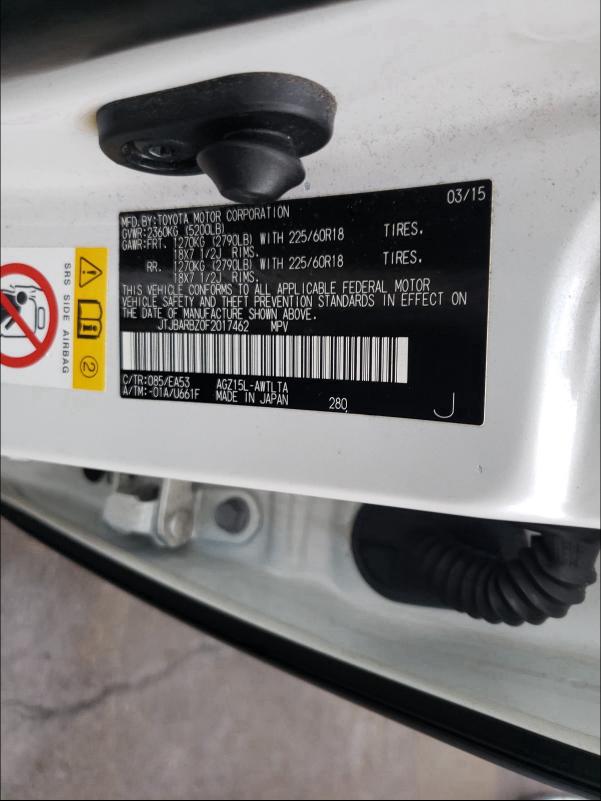 03/15
MFD.BY:TOYOTA MOTOR CORPORATION
GVWR:2360KG (5200LB)
GAWR:FRT. 1270KG (2790LB) WITH 225/60R18 TIRES.
18X7 1/2J RIMS.
RR. 1270KG (2790LB) WITH 225/60R18 TIRES.
18X7 1/2J RIMS.
THIS VEHICLE CONFORMS TO ALL APPLICABLE FEDERAL MOTOR
VEHICLE SAFETY AND THEFT PREVENTION STANDARDS IN EFFECT ON
THE DATE OF MANUFACTURE SHOWN ABOVE.
JTJBARBZ0F2017462 MPV
C/TR:085/EA53 AGZ15L-AWTLTA
A/TM:-01A/U661F MADE IN JAPAN 280
J
SRS SIDE AIRBAG
2